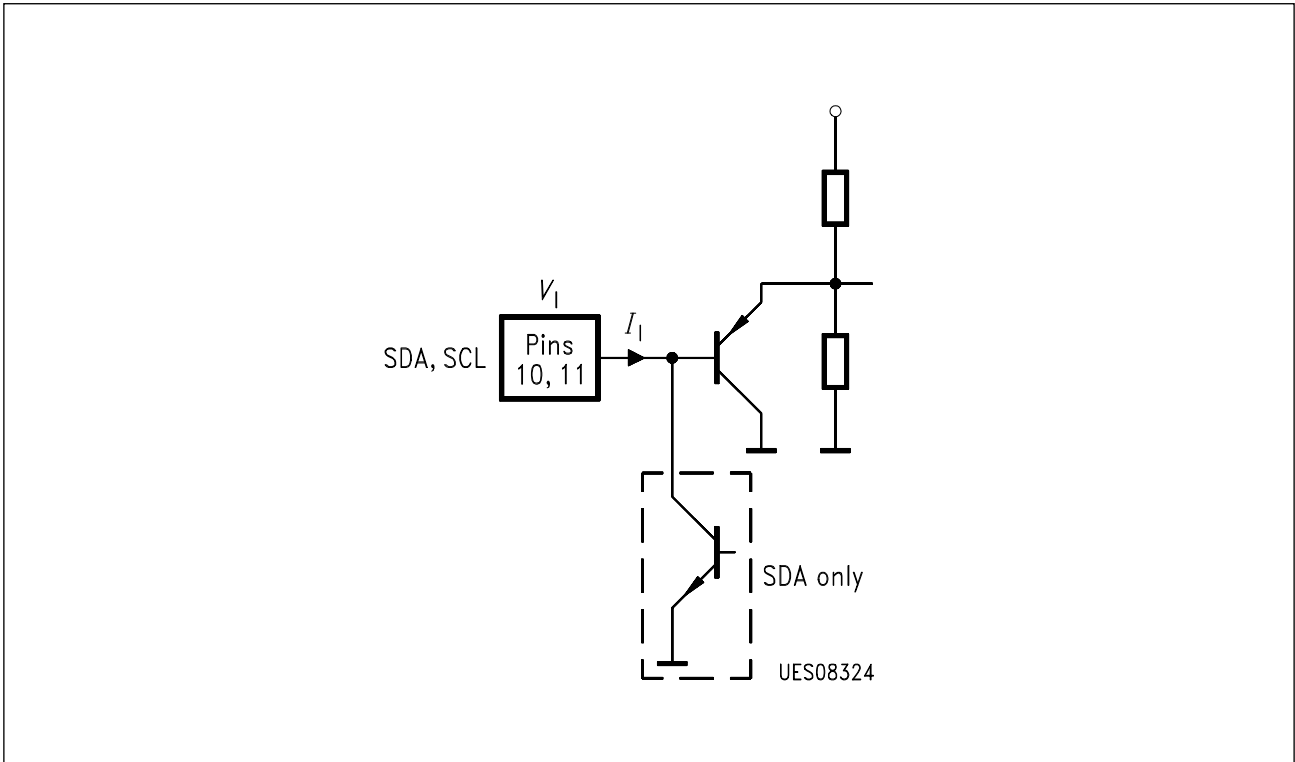 V_I
I_I
SDA, SCL
Pins
10, 11
SDA only
UES08324